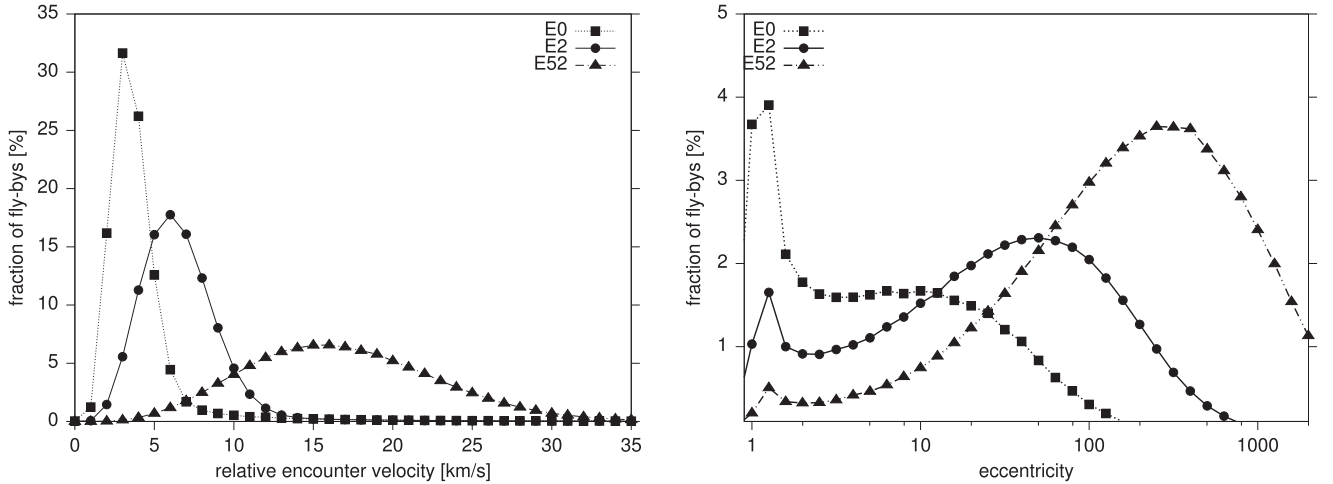 fraction of fly-bys [%]
35
30
25
20
15
10
5
0
E0
E2
E52
0 5 10 15 20 25 30 35
relative encounter velocity [km/s]
fraction of fly-bys [%]
5
4
3
2
1
E0
E2
E52
1 10 100 1000
eccentricity